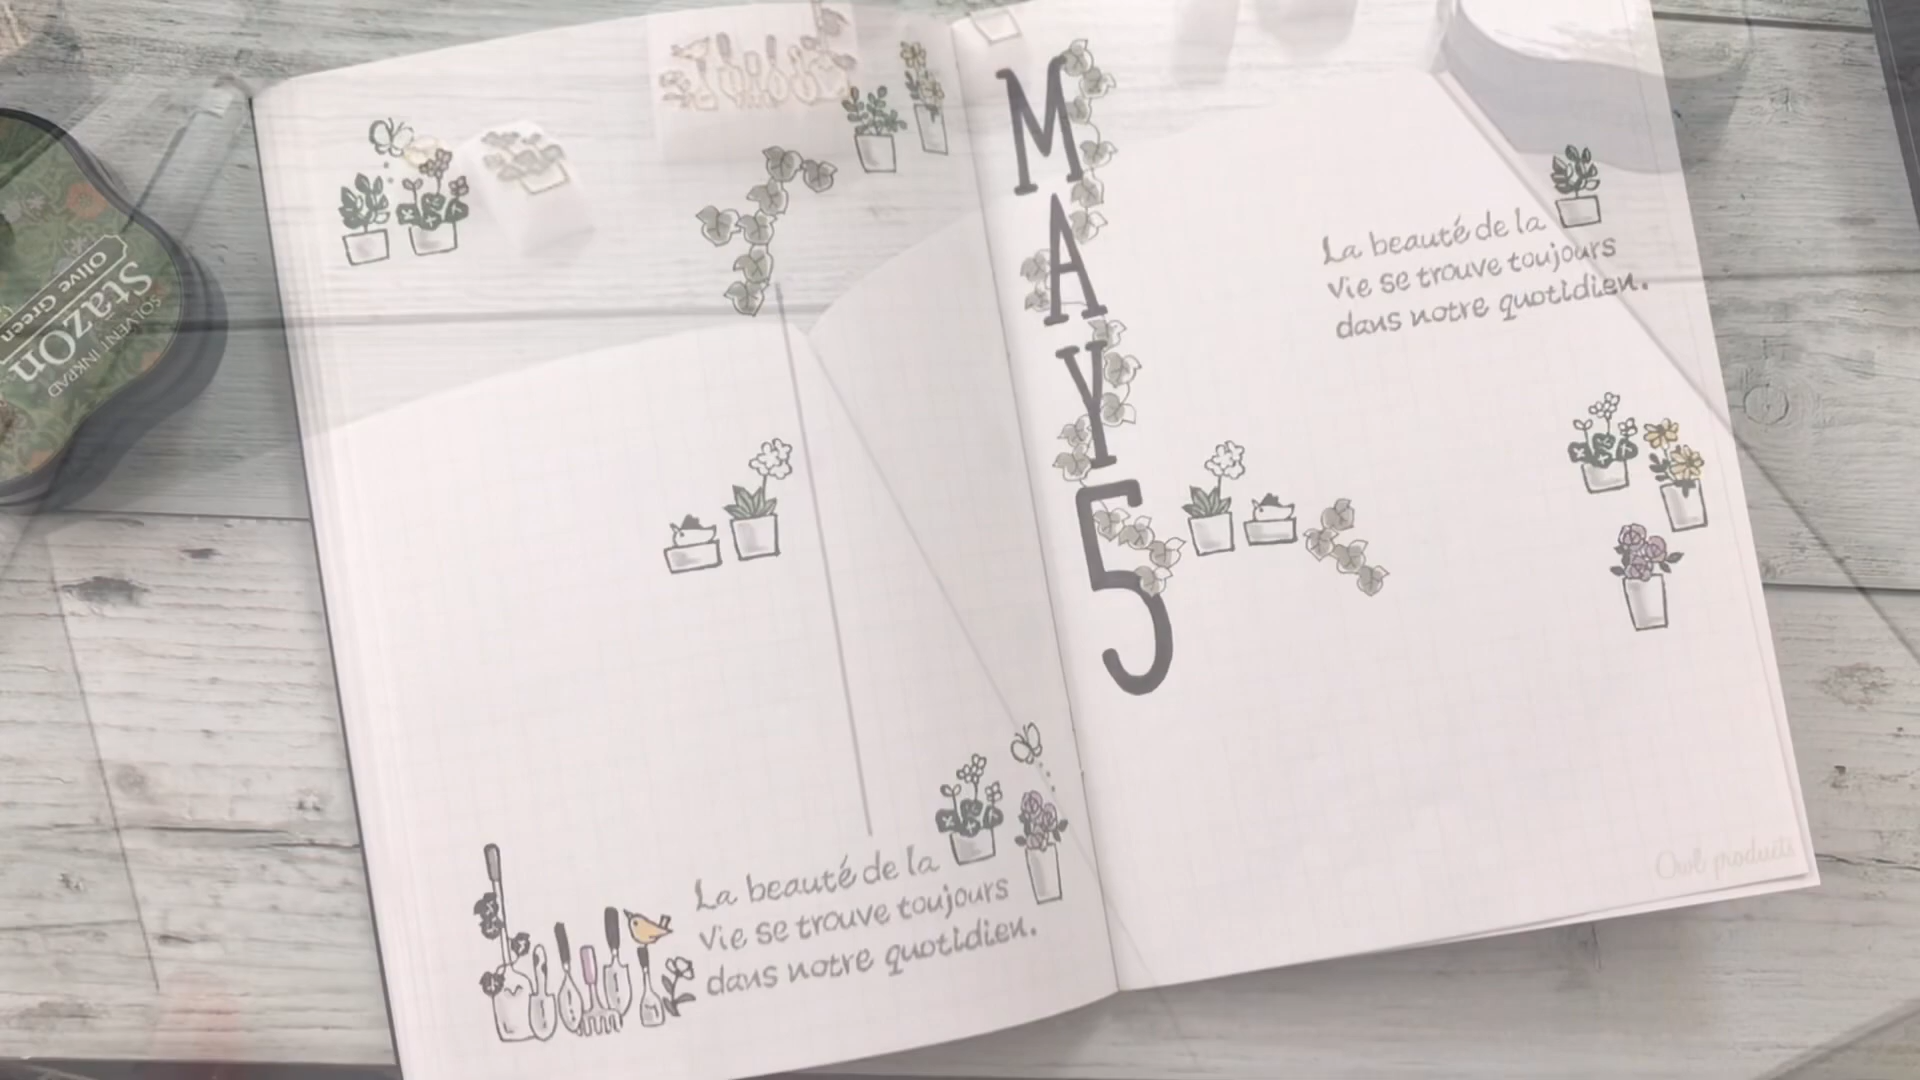 StazOn
SOLVENT INKPAD
Olive Green
M
A
Y
5
La beauté de la
vie se trouve toujours
dans notre quotidien.
La beauté de la
vie se trouve toujours
dans notre quotidien.
Owl products